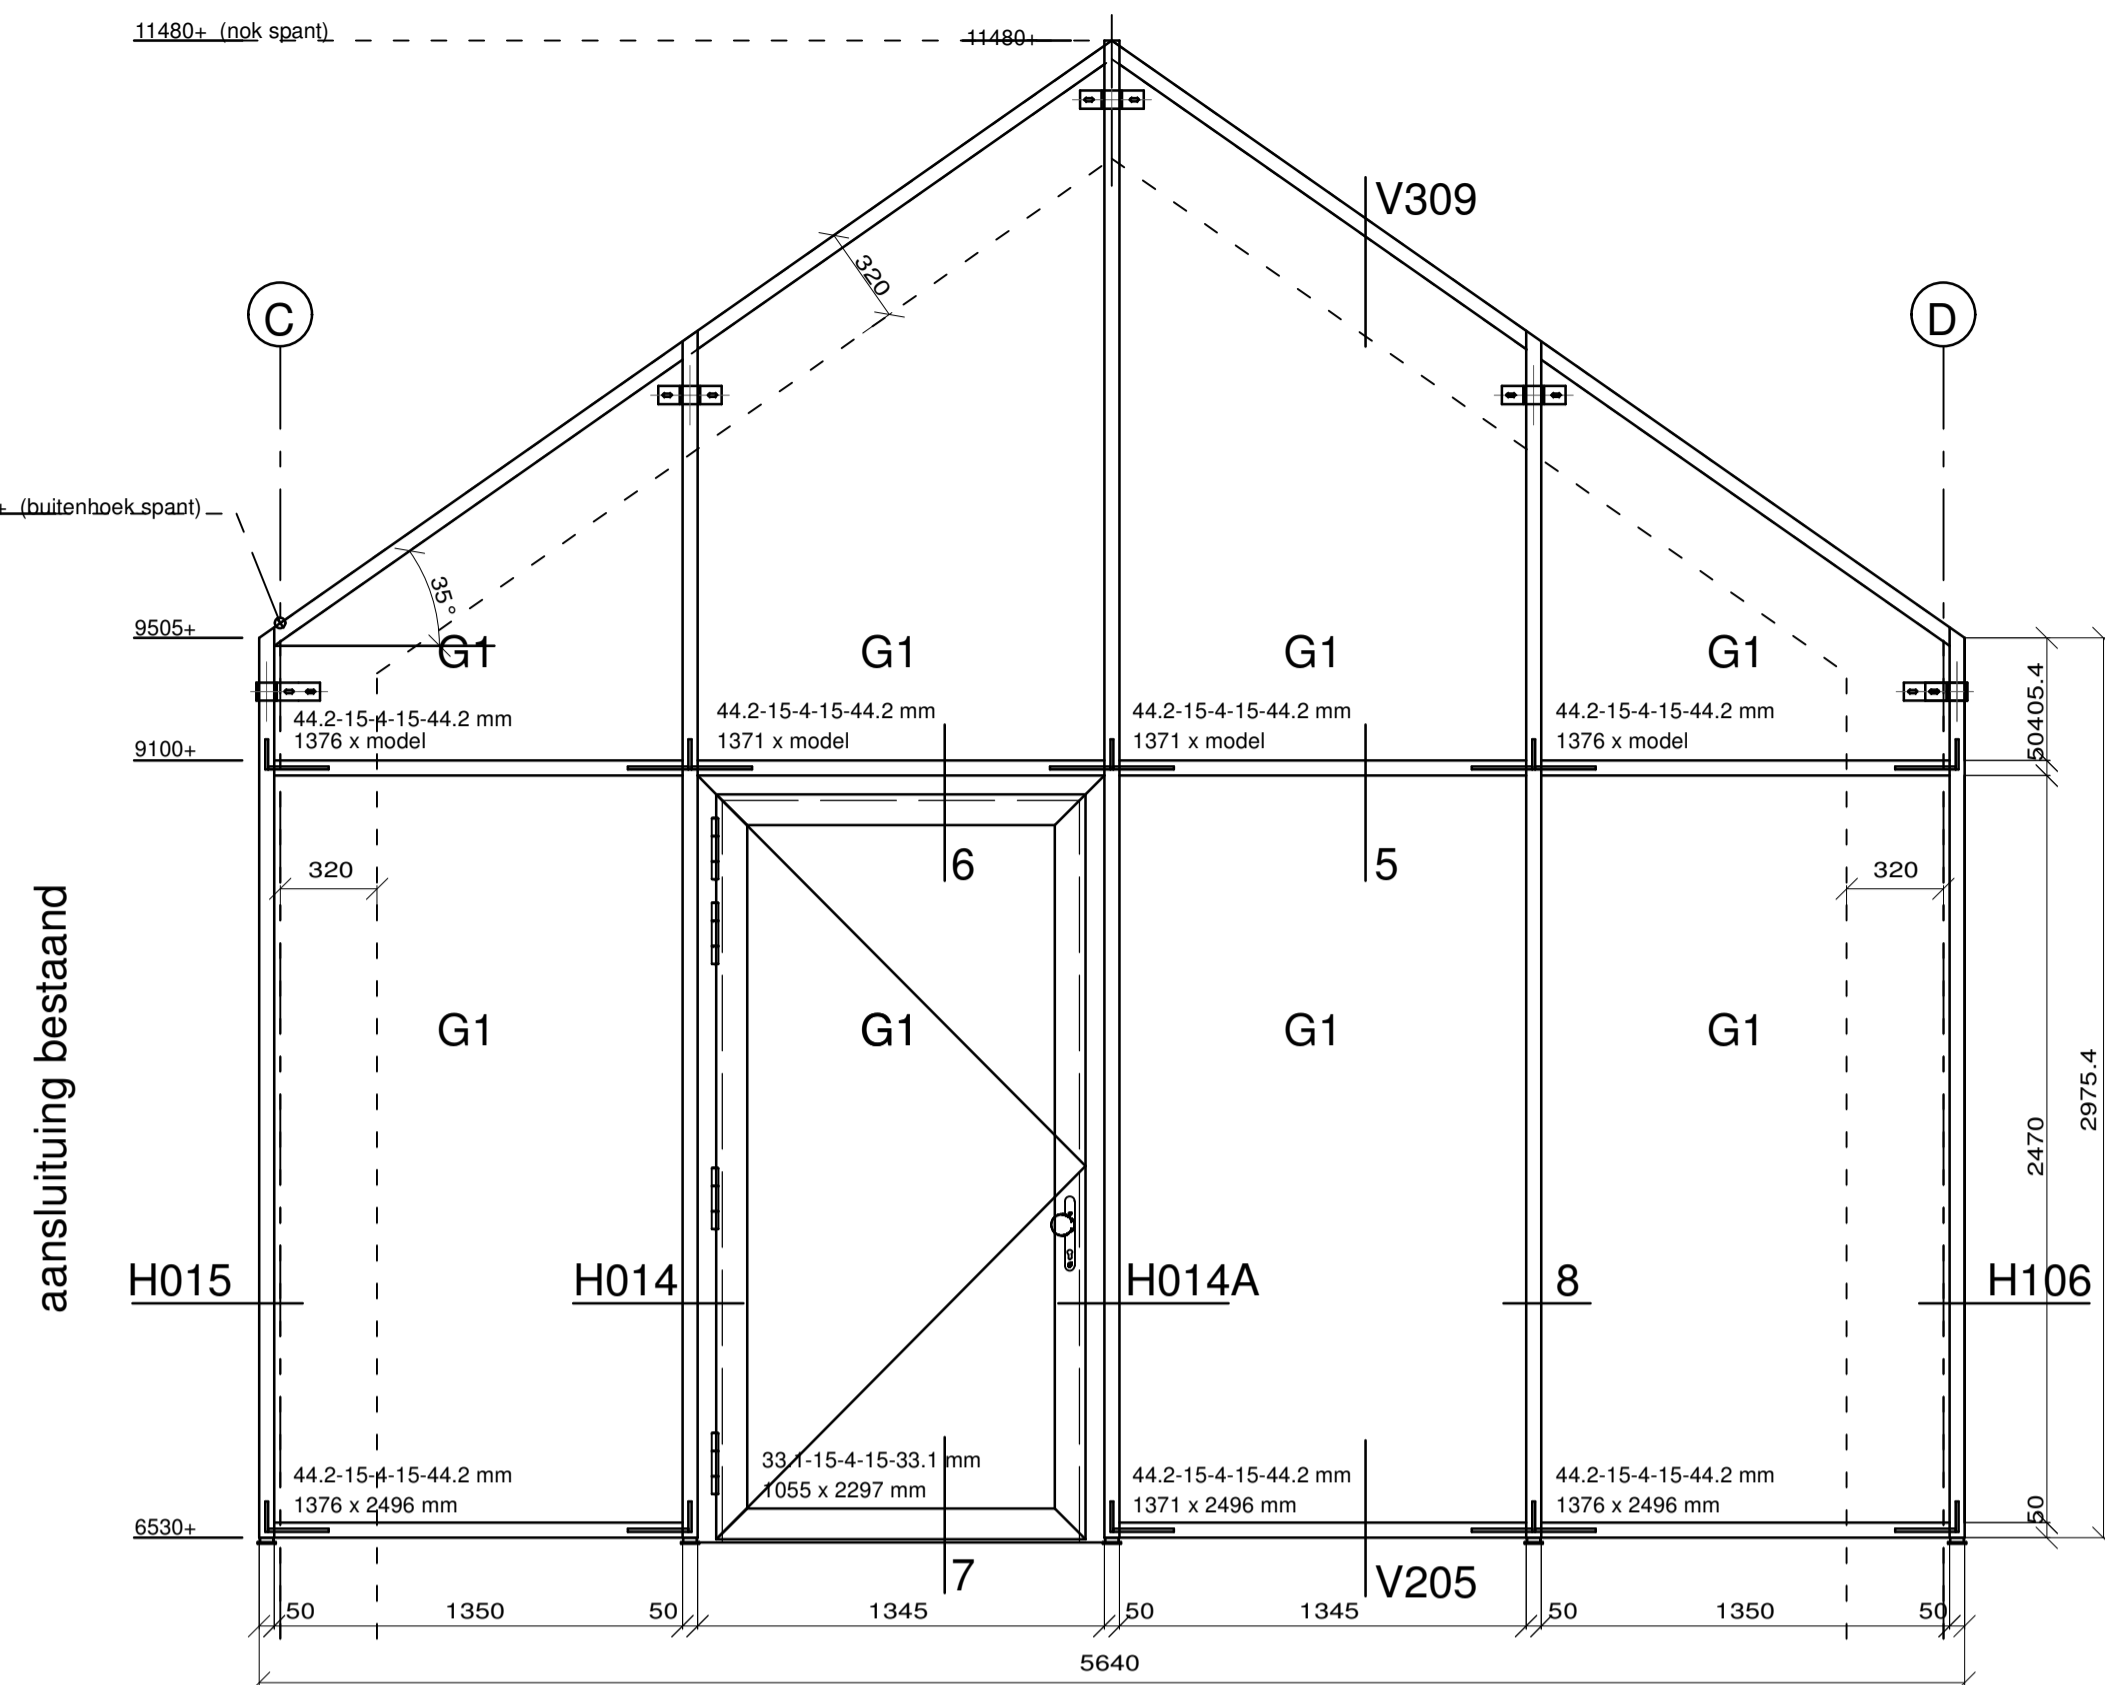 11480+ (nok spant)
11480+
V309
320
C
D
+ (buitenhoek spant)
35°
9505+
G1
G1
G1
G1
405.4
50
44.2-15-4-15-44.2 mm
1376 x model
44.2-15-4-15-44.2 mm
1371 x model
44.2-15-4-15-44.2 mm
1371 x model
44.2-15-4-15-44.2 mm
1376 x model
9100+
6
5
320
320
aansluituing bestaand
G1
G1
G1
G1
2975.4
2470
H015
H014
H014A
8
H106
44.2-15-4-15-44.2 mm
1376 x 2496 mm
33.1-15-4-15-33.1 mm
1055 x 2297 mm
44.2-15-4-15-44.2 mm
1371 x 2496 mm
44.2-15-4-15-44.2 mm
1376 x 2496 mm
50
6530+
7
V205
50
1350
50
1345
50
1345
50
1350
50
5640